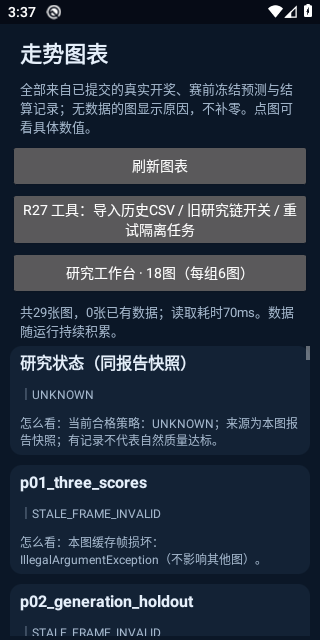 3:37
走势图表
全部来自已提交的真实开奖、赛前冻结预测与结
算记录；无数据的图显示原因，不补零。点图可
看具体数值。
刷新图表
R27 工具：导入历史CSV / 旧研究链开关 / 重
试隔离任务
研究工作台 · 18图（每组6图）
共29张图，0张已有数据；读取耗时70ms。数据
随运行持续积累。
研究状态（同报告快照）
｜UNKNOWN
怎么看：当前合格策略：UNKNOWN；来源为本图报
告快照；有记录不代表自然质量达标。
p01_three_scores
｜STALE_FRAME_INVALID
怎么看：本图缓存帧损坏：
IllegalArgumentException（不影响其他图）。
p02_generation_holdout
｜STALE_FRAME_INVALID